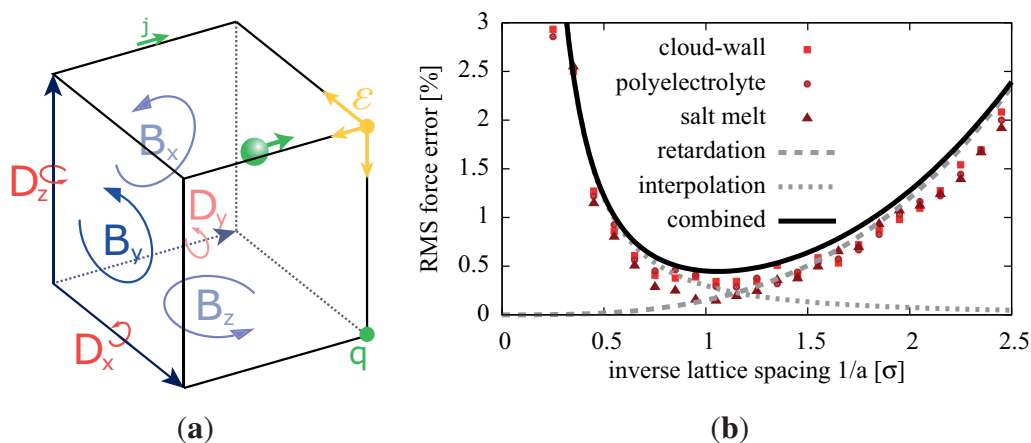 j
ε
B_x
D_z
D_y
B_y
B_z
D_x
q
(a)
3
2.5
2
1.5
1
0.5
0
RMS force error [%]
cloud-wall
polyelectrolyte
salt melt
retardation
interpolation
combined
0
0.5
1
1.5
2
2.5
inverse lattice spacing 1/a [σ]
(b)